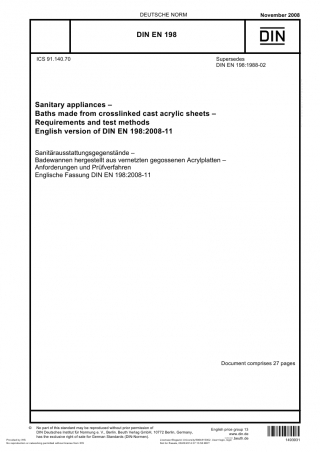 DEUTSCHE NORM
November 2008
DIN EN 198
DIN
ICS 91.140.70
Supersedes
DIN EN 198:1988-02
Sanitary appliances –
Baths made from crosslinked cast acrylic sheets –
Requirements and test methods
English version of DIN EN 198:2008-11
Sanitärausstattungsgegenstände –
Badewannen hergestellt aus vernetzten gegossenen Acrylplatten –
Anforderungen und Prüfverfahren
Englische Fassung DIN EN 198:2008-11
Document comprises 27 pages
© No part of this standard may be reproduced without prior permission of
DIN Deutsches Institut für Normung e. V., Berlin. Beuth Verlag GmbH, 10772 Berlin, Germany,
has the exclusive right of sale for German Standards (DIN-Normen).
English price group 13
www.din.de
www.beuth.de